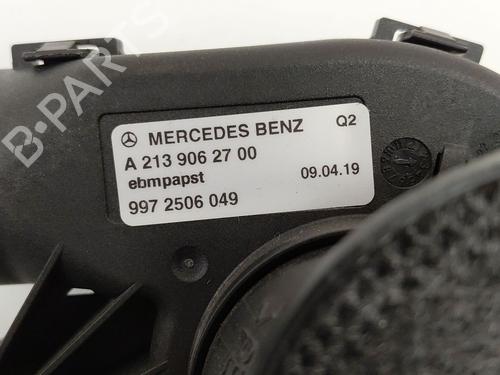 B-PARTS
MERCEDES BENZ Q2
A 213 906 27 00
ebmpapst 09.04.19
997 2506 049